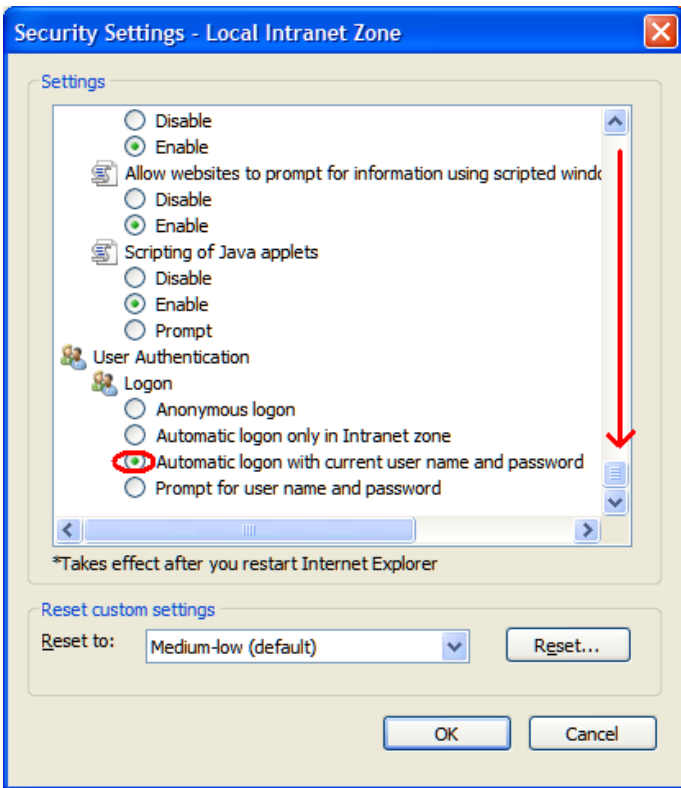 Security Settings - Local Intranet Zone
Settings
Disable
Enable
Allow websites to prompt for information using scripted windo
Disable
Enable
Scripting of Java applets
Disable
Enable
Prompt
User Authentication
Logon
Anonymous logon
Automatic logon only in Intranet zone
Automatic logon with current user name and password
Prompt for user name and password
*Takes effect after you restart Internet Explorer
Reset custom settings
Reset to: Medium-low (default) Reset...
OK Cancel